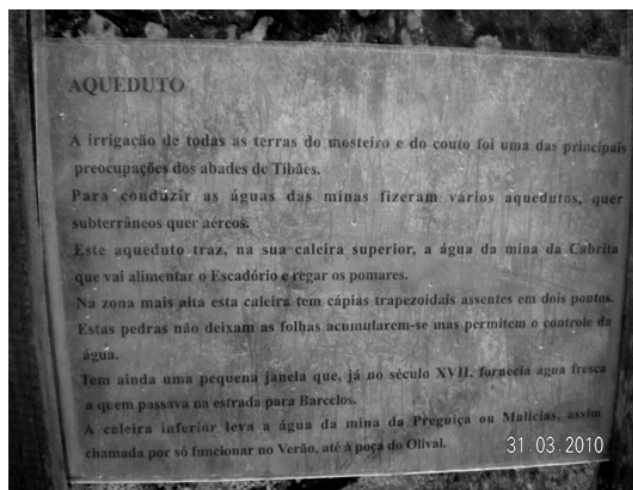 AQUEDUTO
A irrigação de todas as terras do mosteiro e do couto foi uma das principais
preocupações dos abades de Tibães.
Para conduzir as águas das minas fizeram vários aquedutos, quer
subterrâneos quer aéreos.
Este aqueduto traz, na sua caleira superior, a água da mina da Cabrita
que vai alimentar o Escadório e regar os pomares.
Na zona mais alta esta caleira tem cápias trapezoidais assentes em dois pontos.
Estas pedras não deixam as folhas acumularem-se mas permitem o controle da
água.
Tem ainda uma pequena janela que, já no século XVII, fornecia agua fresca
a quem passava na estrada para Barcelos.
A caleira inferior leva a água da mina da Preguiça ou Malícias, assim
chamada por só funcionar no Verão, até à poça do Olival.
31.03.2010